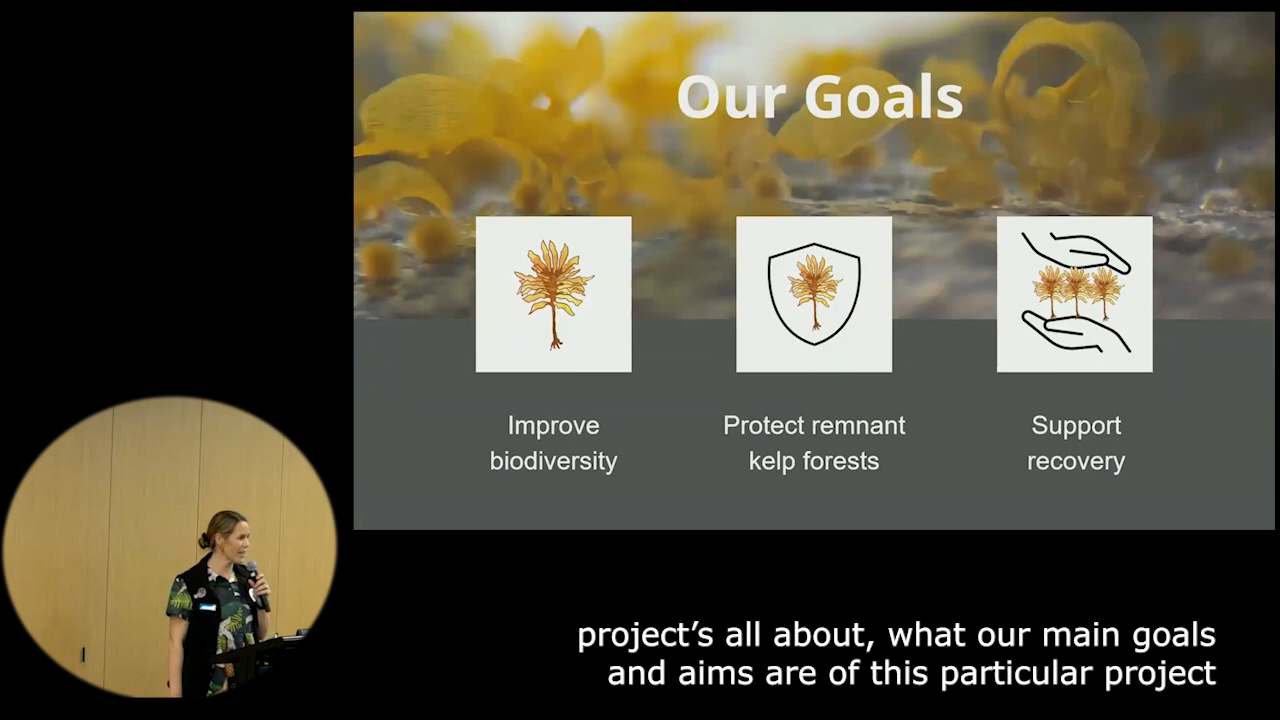 Our Goals
Improve
biodiversity
Protect remnant
kelp forests
Support
recovery
project’s all about, what our main goals
and aims are of this particular project